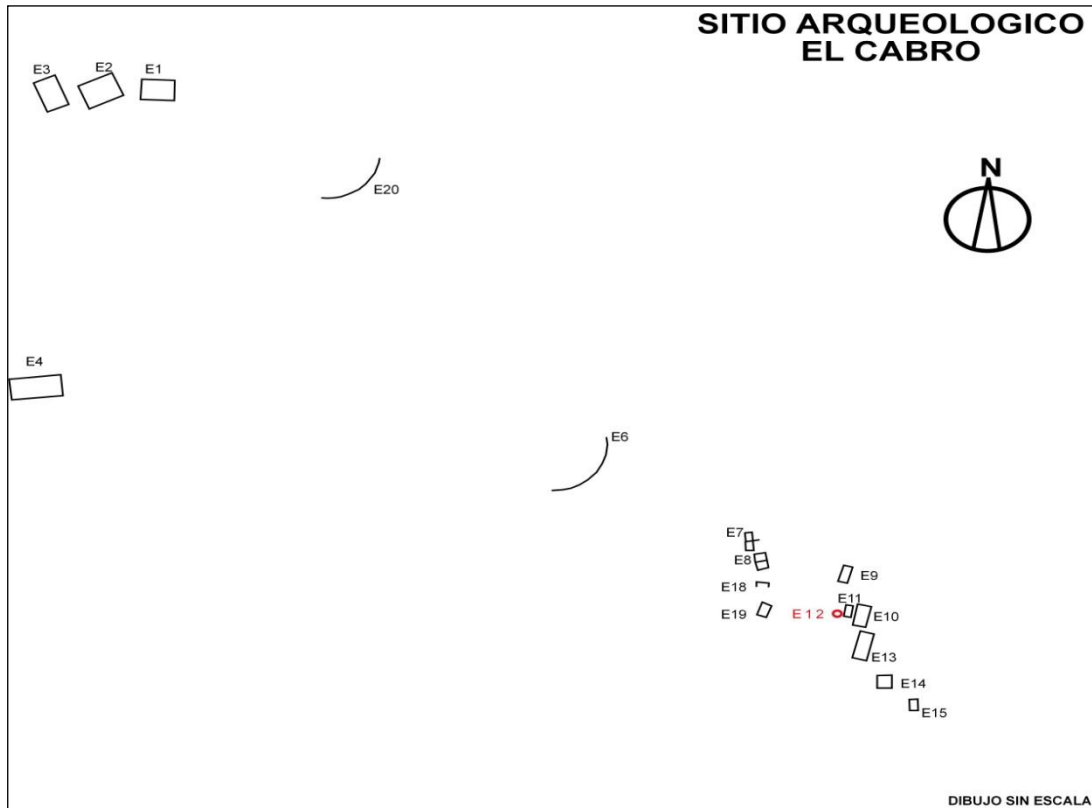 SITIO ARQUEOLOGICO
EL CABRO
E3
E2
E1
E20
N
E4
E6
E7
E8
E9
E18
E11
E19
E12
E10
E13
E14
E15
DIBUJO SIN ESCALA